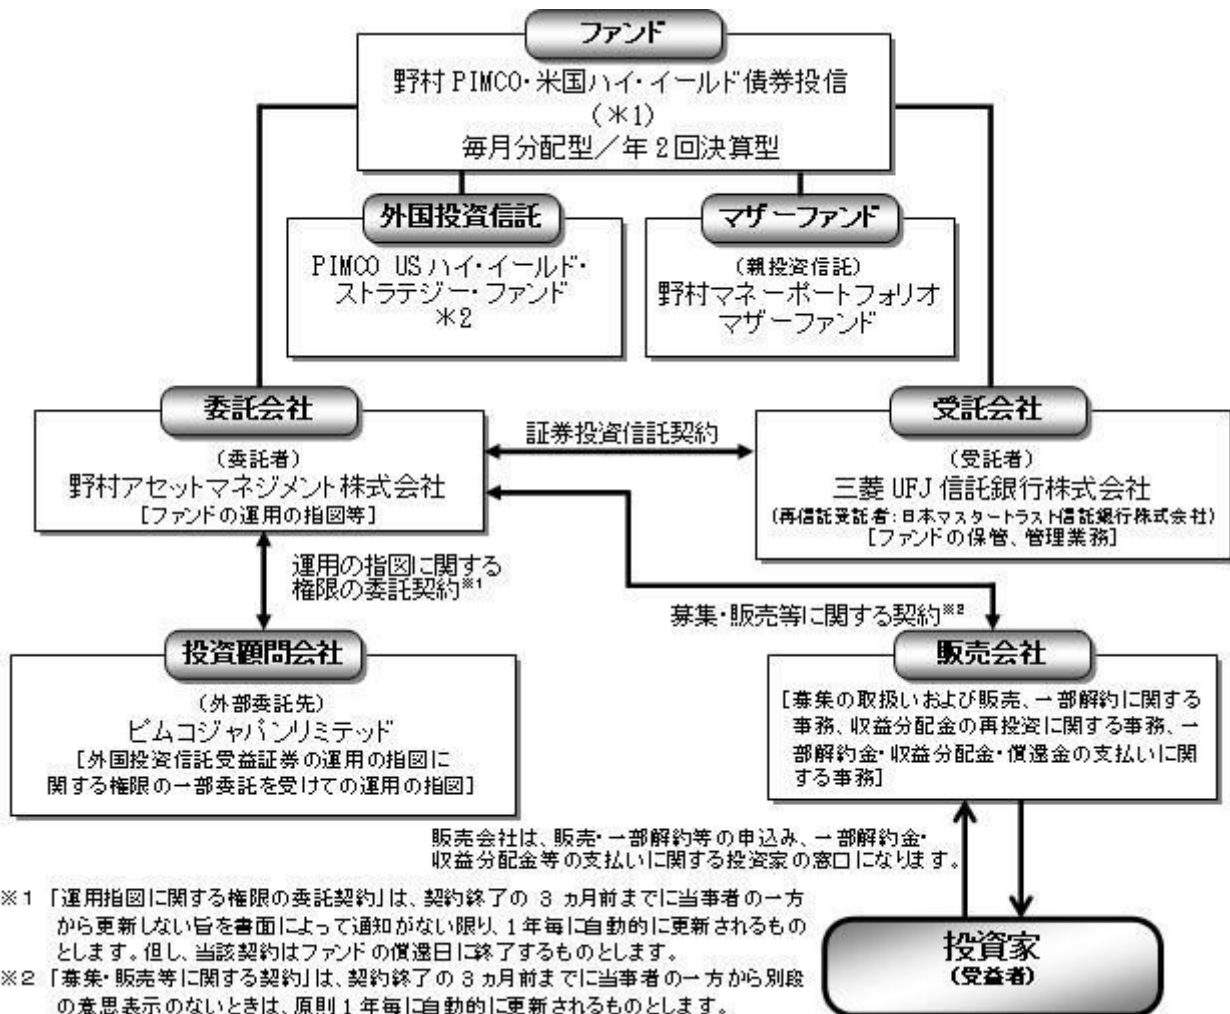 ファンド
野村PIMCO・米国ハイ・イールド債券投信
(＊1)
毎月分配型／年2回決算型
外国投資信託
PIMCO USハイ・イールド・
ストラテジー・ファンド
＊2
マザーファンド
(親投資信託)
野村マネーポートフォリオ
マザーファンド
委託会社
(委託者)
野村アセットマネジメント株式会社
[ファンドの運用の指図等]
証券投資信託契約
受託会社
(受託者)
三菱UFJ信託銀行株式会社
(再信託受託者:日本マスタートラスト信託銀行株式会社)
[ファンドの保管、管理業務]
運用の指図に関する
権限の委託契約※1
募集・販売等に関する契約※2
投資顧問会社
(外部委託先)
ピムコジャパンリミテッド
[外国投資信託受益証券の運用の指図に
関する権限の一部委託を受けての運用の指図]
販売会社
[募集の取扱いおよび販売、一部解約に関する
事務、収益分配金の再投資に関する事務、一
部解約金・収益分配金・償還金の支払いに関
する事務]
販売会社は、販売・一部解約等の申込み、一部解約金・
収益分配金等の支払いに関する投資家の窓口になります。
※1 「運用指図に関する権限の委託契約」は、契約終了の 3 ヵ月前までに当事者の一方
から更新しない旨を書面によって通知がない限り、1年毎に自動的に更新されるもの
とします。但し、当該契約はファンドの償還日に終了するものとします。
※2 「募集・販売等に関する契約」は、契約終了の3ヵ月前までに当事者の一方から別段
の意思表示のないときは、原則1年毎に自動的に更新されるものとします。
投資家
(受益者)